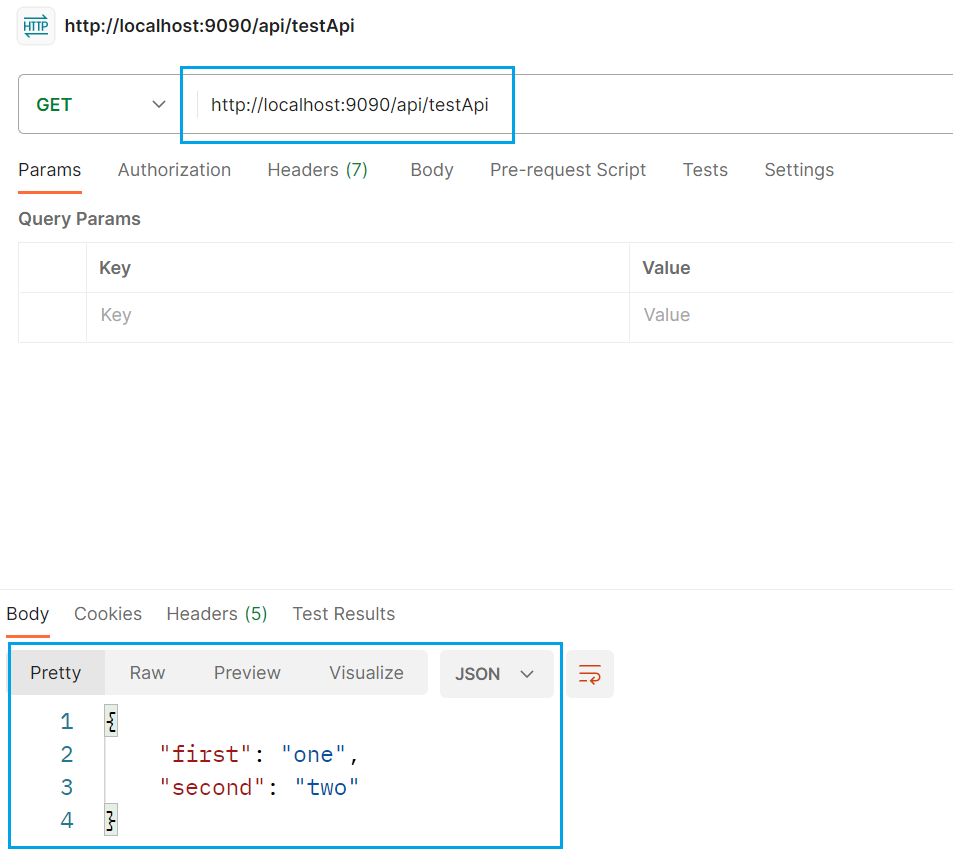 HTTP http://localhost:9090/api/testApi
GET http://localhost:9090/api/testApi
Params Authorization Headers (7) Body Pre-request Script Tests Settings
Query Params
Key Value
Key Value
Body Cookies Headers (5) Test Results
Pretty Raw Preview Visualize JSON
1 {
2 "first": "one",
3 "second": "two"
4 }